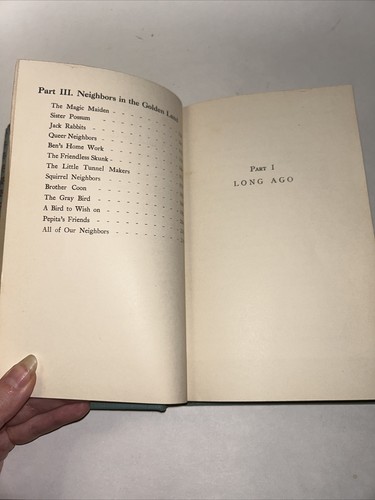 Part III. Neighbors in the Golden Land
The Magic Maiden
Sister Possum
Jack Rabbits
Queer Neighbors
Ben's Home Work
The Friendless Skunk
The Little Tunnel Makers
Squirrel Neighbors
Brother Coon
The Gray Bird
A Bird to Wish on
Pepita's Friends
All of Our Neighbors
Part 1
LONG AGO